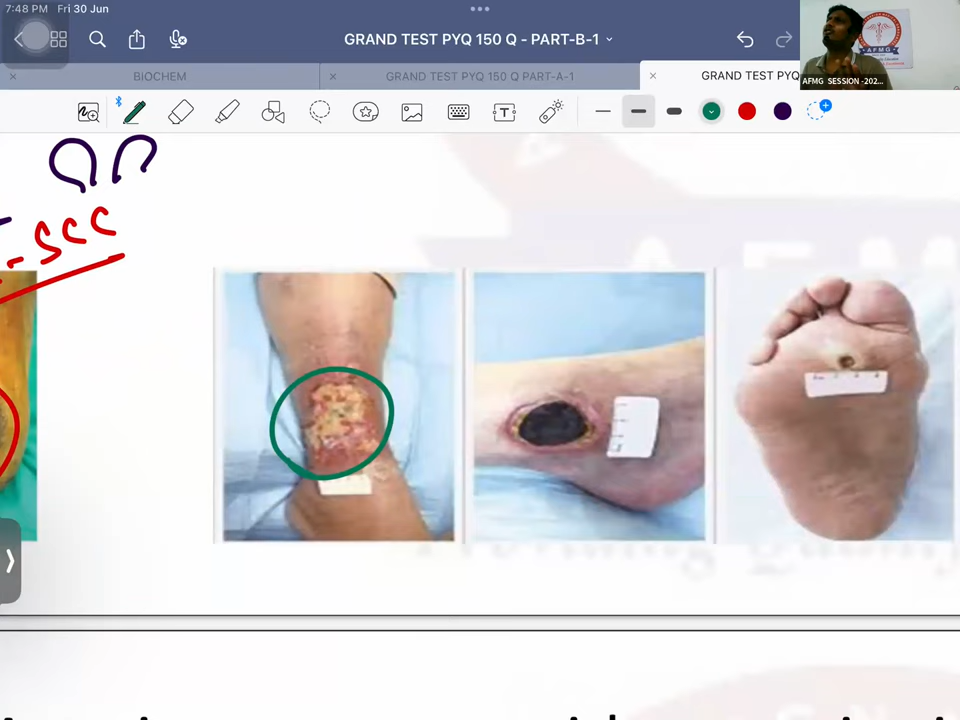 7:48 PM Fri 30 Jun
GRAND TEST PYQ 150 Q - PART-B-1
BIOCHEM
GRAND TEST PYQ 150 Q PART-A-1
GRAND TEST PYQ
AFMG SESSION -202...
SCC